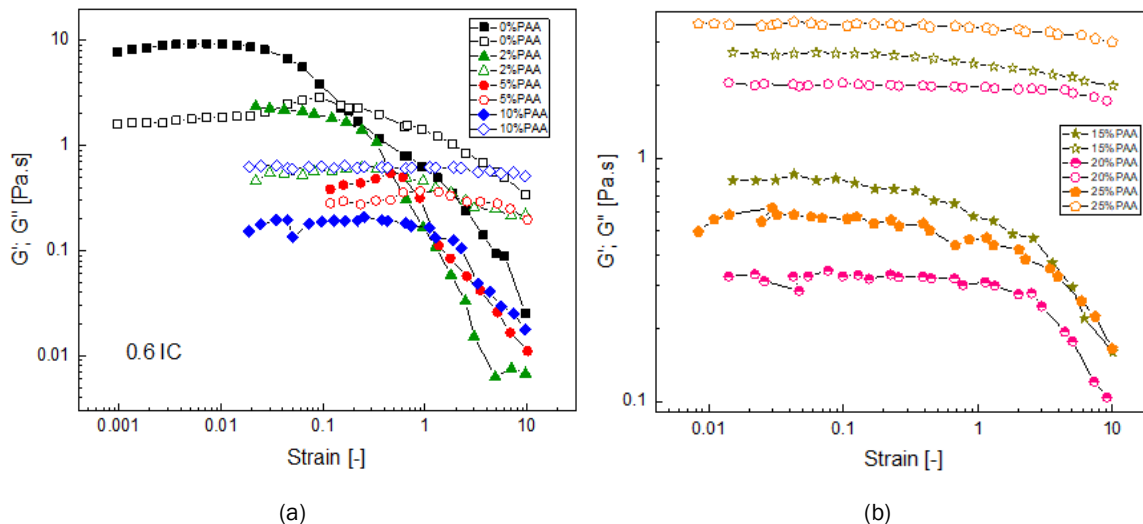 G'; G'' [Pa.s]
10
1
0.1
0.01
0%PAA
0%PAA
2%PAA
2%PAA
5%PAA
5%PAA
10%PAA
10%PAA
0.6 IC
0.001
0.01
0.1
1
10
Strain [-]
(a)
G'; G'' [Pa.s]
1
0.1
15%PAA
15%PAA
20%PAA
20%PAA
25%PAA
25%PAA
0.01
0.1
1
10
Strain [-]
(b)